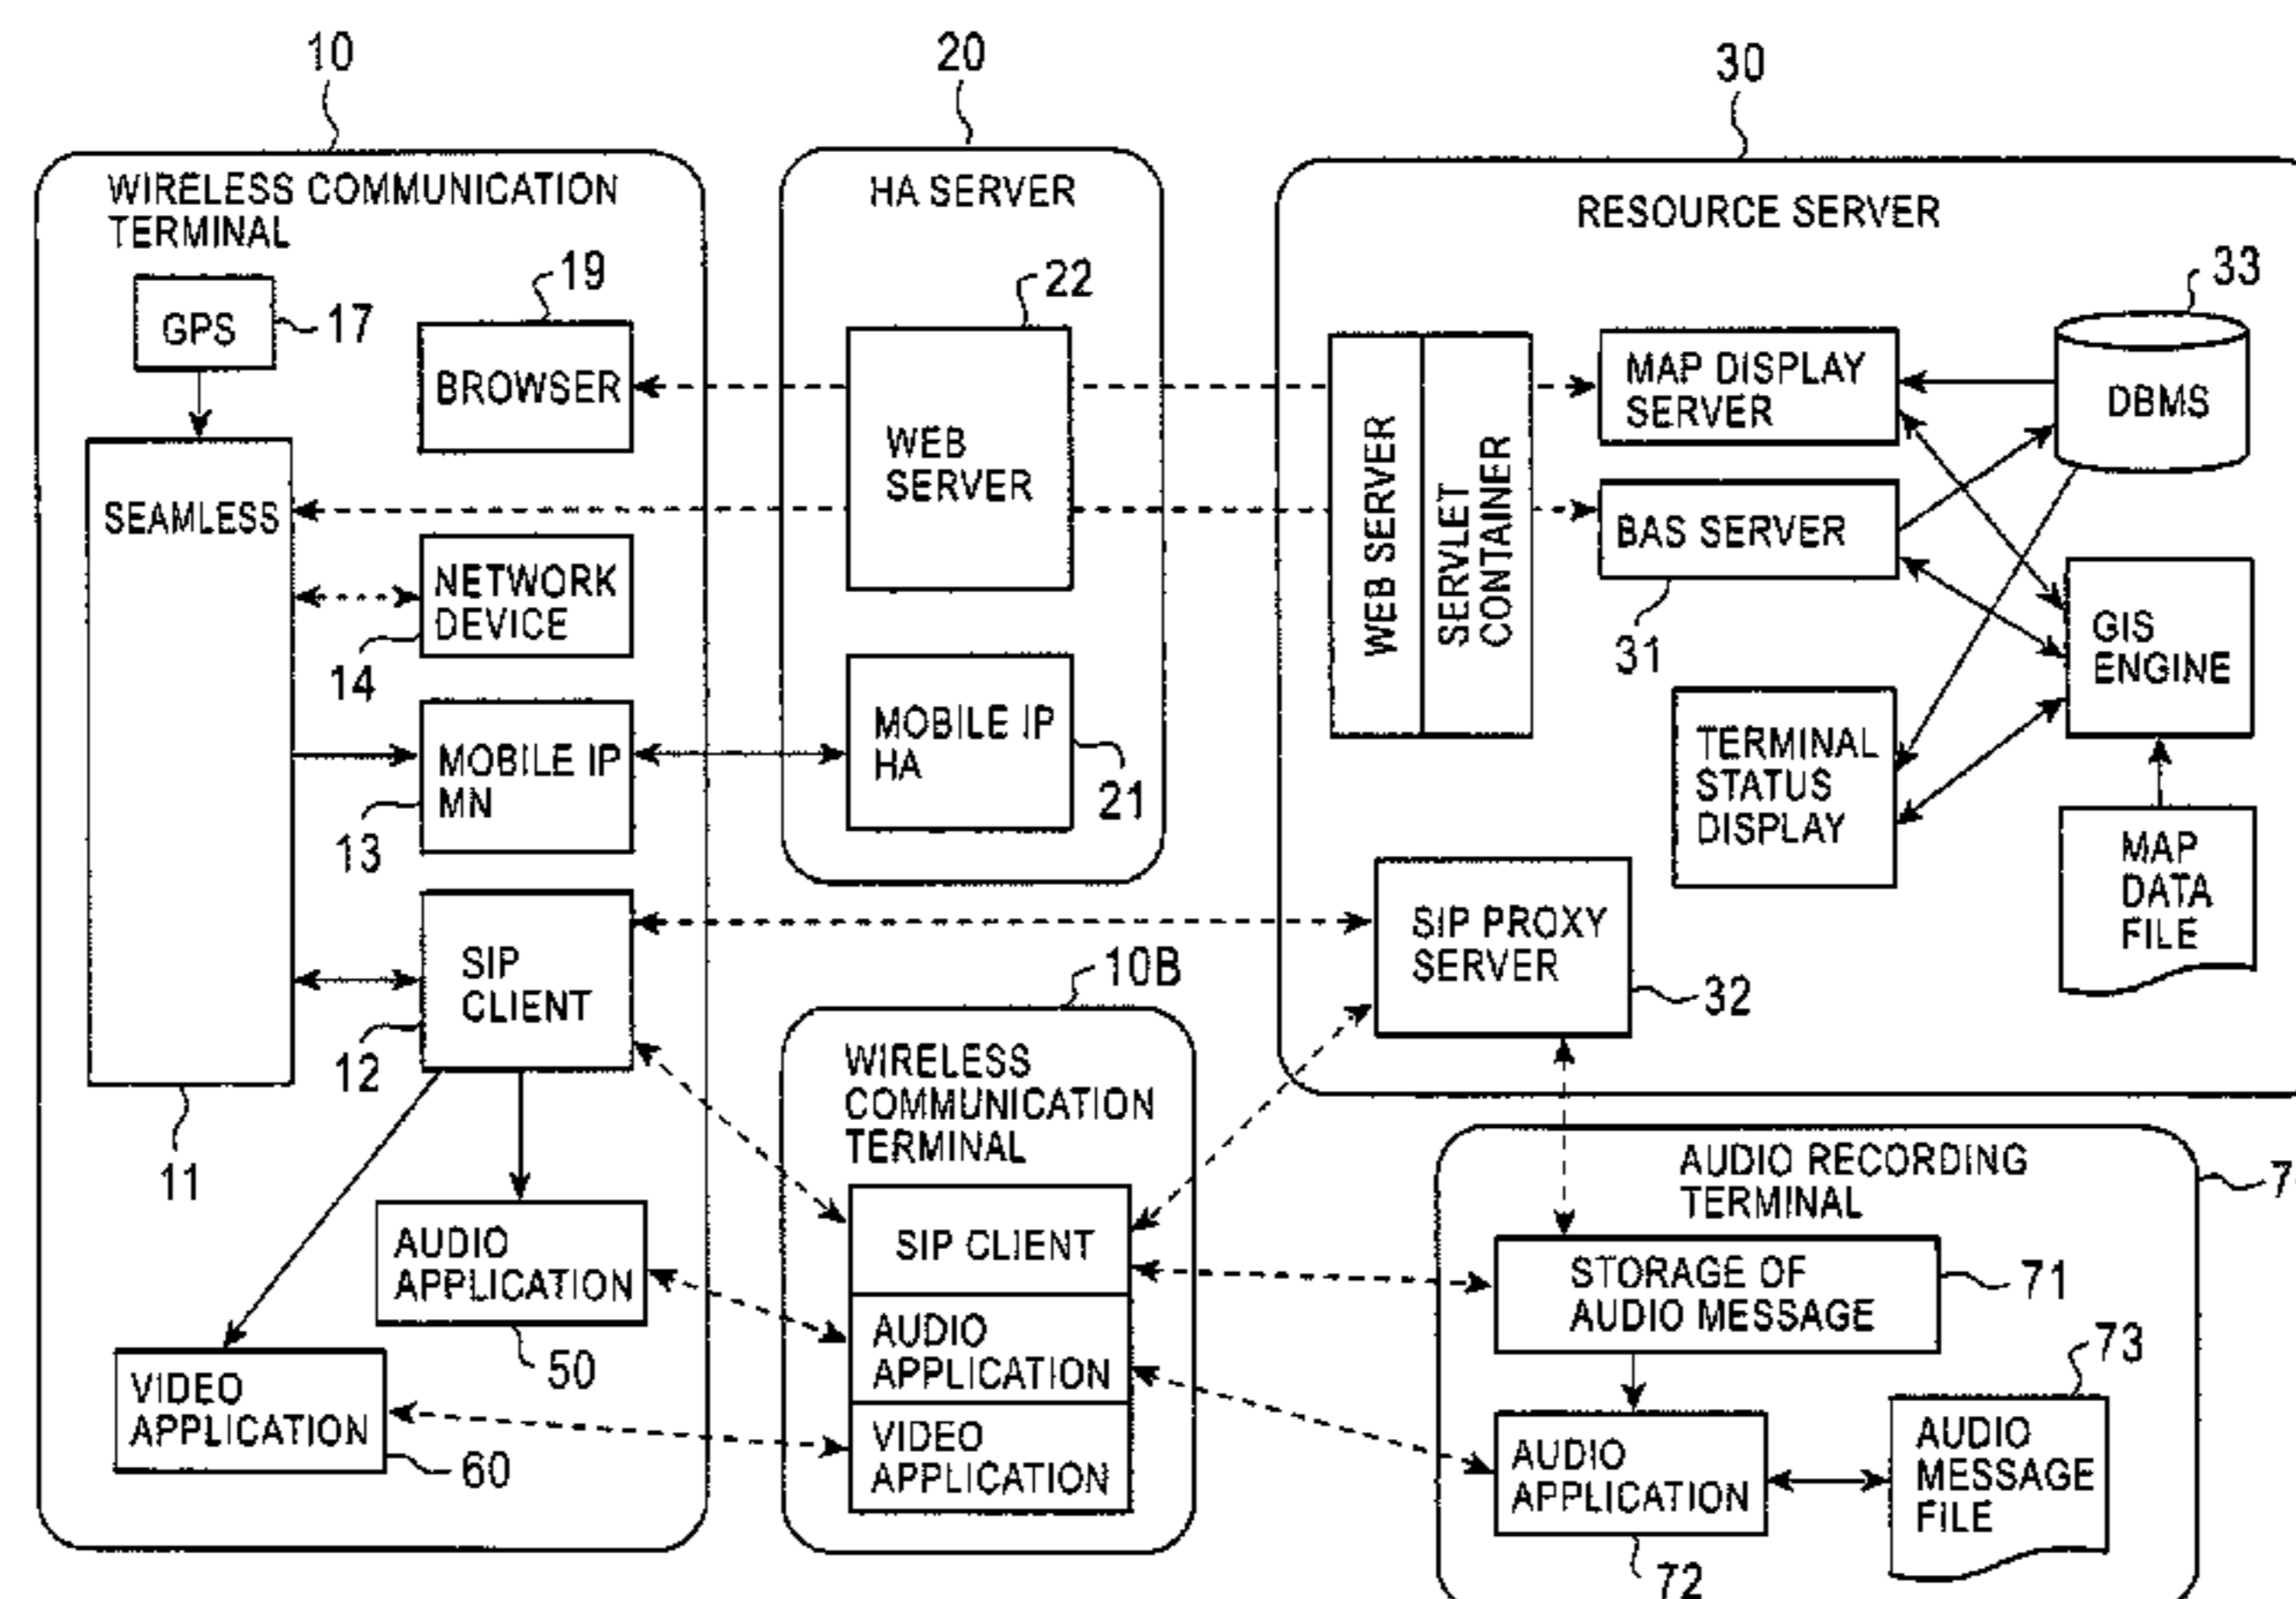 10
20
30
WIRELESS COMMUNICATION
TERMINAL
GPS
17
19
BROWSER
SEAMLESS
NETWORK
DEVICE
14
MOBILE IP
MN
13
SIP
CLIENT
12
11
AUDIO
APPLICATION
50
VIDEO
APPLICATION
60
HA SERVER
22
WEB
SERVER
MOBILE IP
HA
21
10B
WIRELESS
COMMUNICATION
TERMINAL
SIP CLIENT
AUDIO
APPLICATION
VIDEO
APPLICATION
RESOURCE SERVER
WEB SERVER
SERVLET
CONTAINER
MAP DISPLAY
SERVER
33
DBMS
BAS SERVER
31
GIS
ENGINE
TERMINAL
STATUS
DISPLAY
MAP
DATA
FILE
SIP PROXY
SERVER
32
AUDIO RECORDING
TERMINAL
7
STORAGE OF
AUDIO MESSAGE
71
73
AUDIO
APPLICATION
72
AUDIO
MESSAGE
FILE